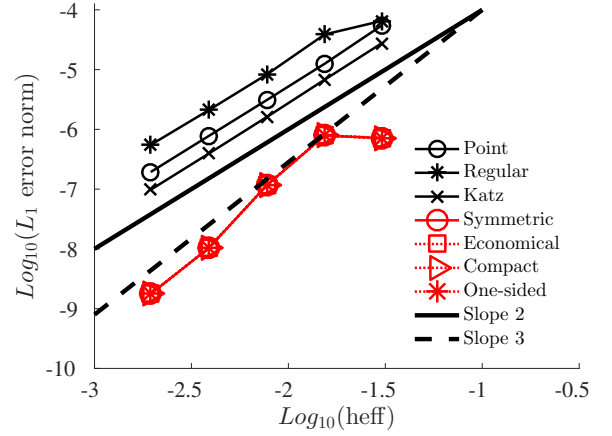 -4
-5
-6
-7
-8
-9
-10
Log10(L1 error norm)
-3
-2.5
-2
-1.5
-1
-0.5
Log10(heff)
Point
Regular
Katz
Symmetric
Economical
Compact
One-sided
Slope 2
Slope 3